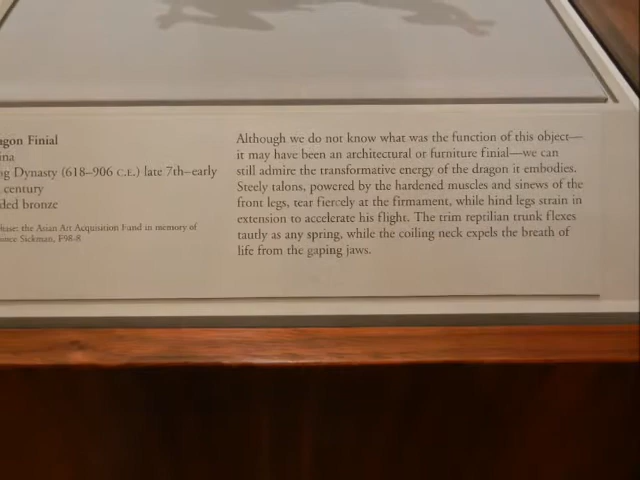 agon Finial
ina
g Dynasty (618–906 C.E.) late 7th–early
century
ded bronze
hase: the Asian Art Acquisition Fund in memory of
Sickman, F98-8
Although we do not know what was the function of this object—
it may have been an architectural or furniture finial—we can
still admire the transformative energy of the dragon it embodies.
Steely talons, powered by the hardened muscles and sinews of the
front legs, tear fiercely at the firmament, while hind legs strain in
extension to accelerate his flight. The trim reptilian trunk flexes
tautly as any spring, while the coiling neck expels the breath of
life from the gaping jaws.